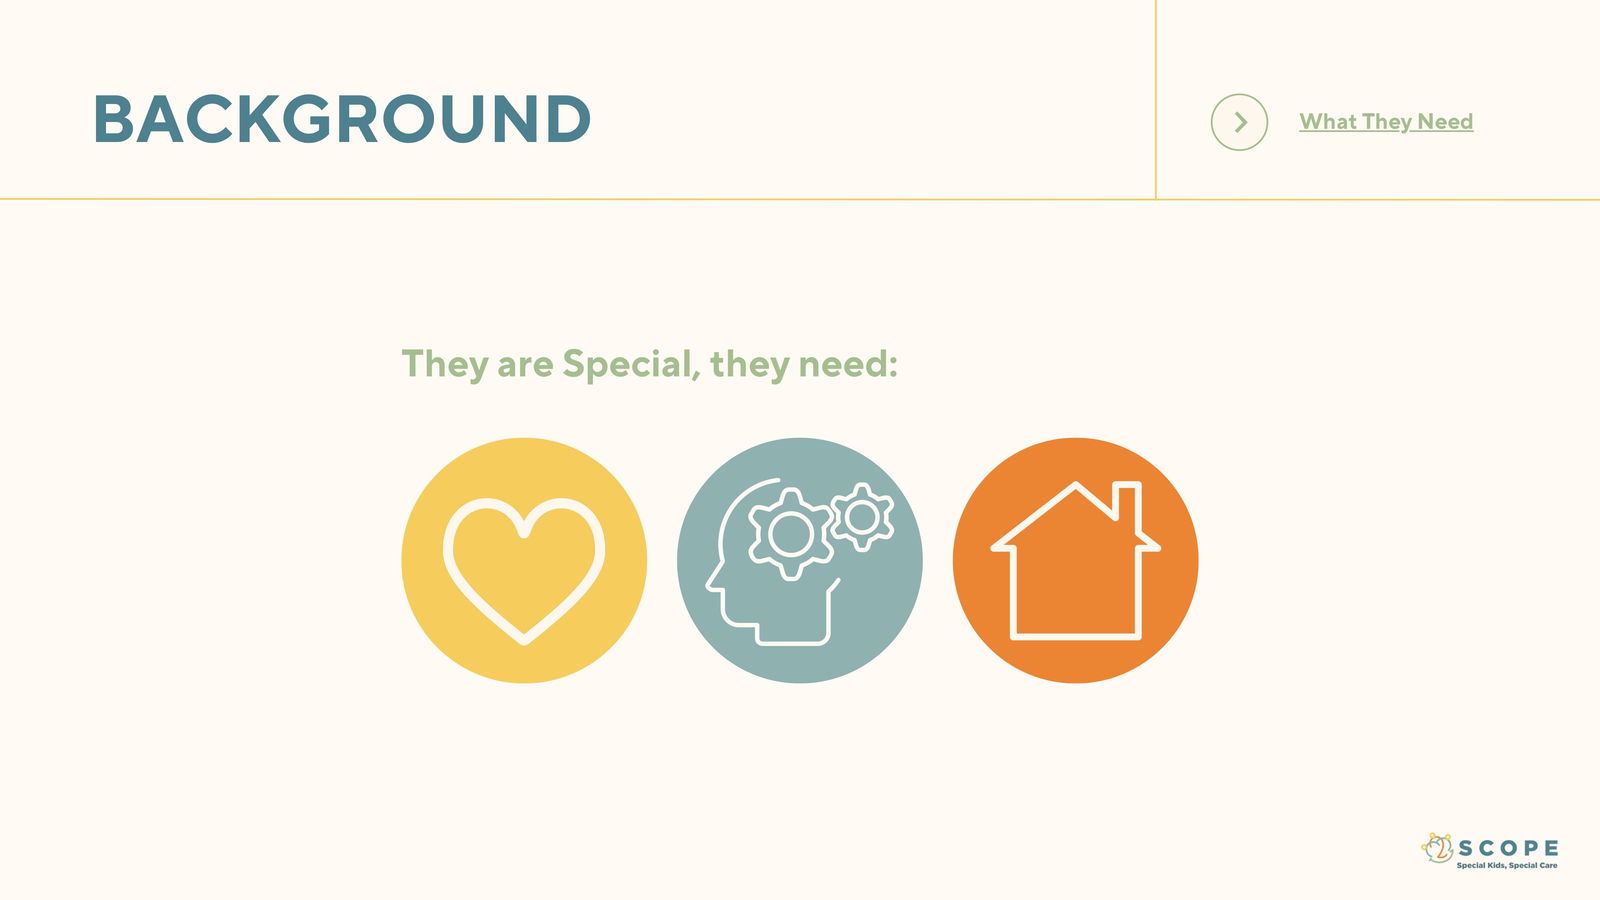 BACKGROUND
What They Need
They are Special, they need:
SCOPE
Special Kids, Special Care